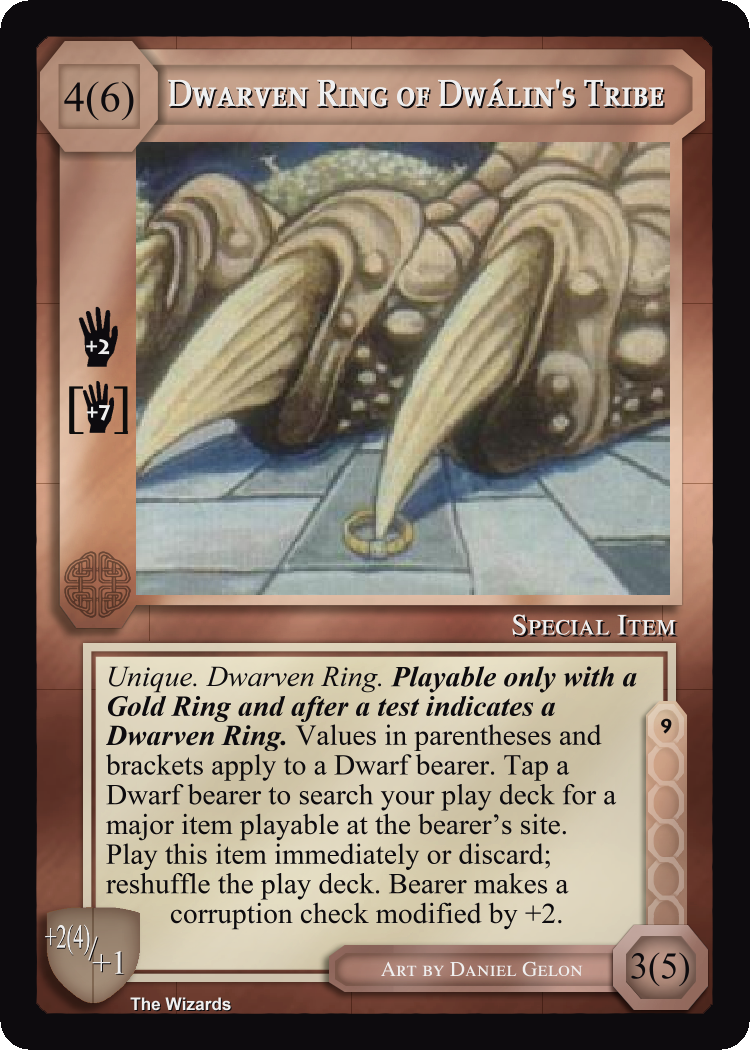 4(6)
Dwarven Ring of Dwálin's Tribe
+2
[+7]
Special Item
Unique. Dwarven Ring. Playable only with a
Gold Ring and after a test indicates a
Dwarven Ring. Values in parentheses and
brackets apply to a Dwarf bearer. Tap a
Dwarf bearer to search your play deck for a
major item playable at the bearer’s site.
Play this item immediately or discard;
reshuffle the play deck. Bearer makes a
corruption check modified by +2.
9
+2(4)/+1
Art by Daniel Gelon
3(5)
The Wizards